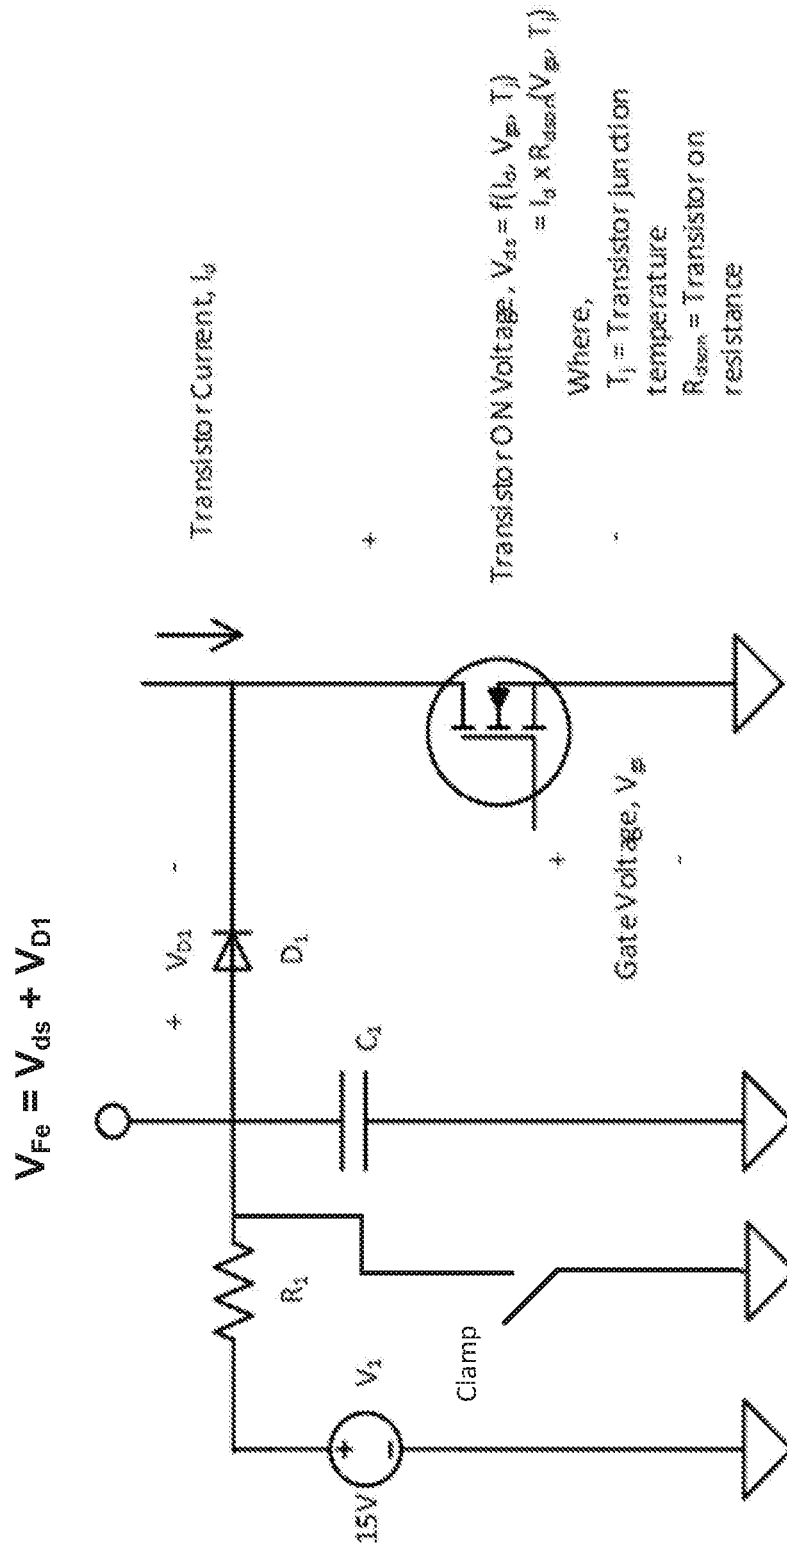 V_Fe = V_ds + V_D1
+ V_D1 -
D_1
Transistor Current, I_d
R_1
C_1
15V
V_1
+
-
Clamp
+
Gate Voltage, V_gs
-
+
Transistor ON Voltage, V_ds = f(I_d, V_gs, T_j)
= I_d x R_dson(V_gs, T_j)
-
Where,
T_j = Transistor junction
temperature
R_dson = Transistor on
resistance